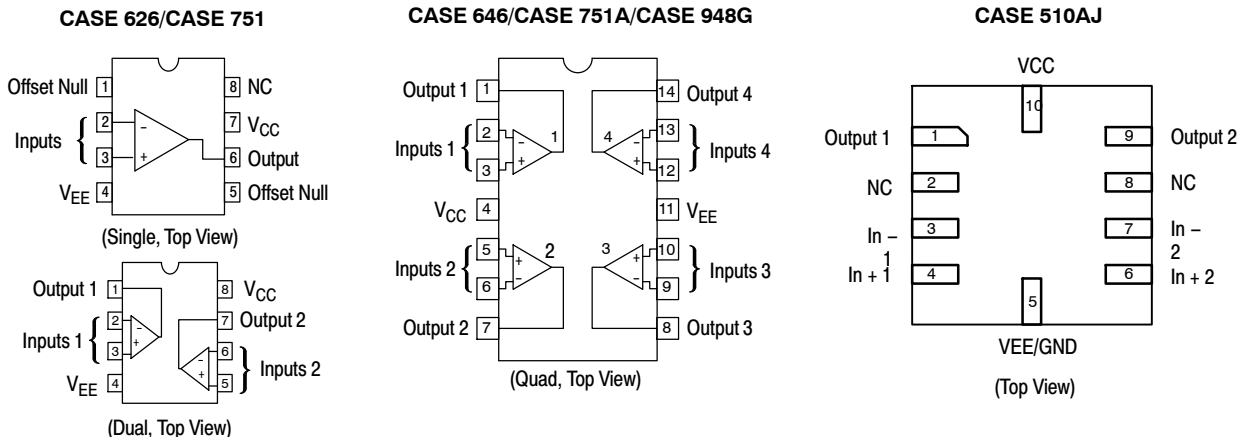 CASE 626/CASE 751
Offset Null 1
8 NC
Inputs { 2 −
3 +
7 VCC
6 Output
VEE 4
5 Offset Null
(Single, Top View)
Output 1 1
8 VCC
7 Output 2
Inputs 1 { 2 −
3 +
− 6
+ 5 } Inputs 2
VEE 4
(Dual, Top View)
CASE 646/CASE 751A/CASE 948G
Output 1 1
14 Output 4
Inputs 1 { 2 − 1
3 +
4 − 13
+ 12 } Inputs 4
VCC 4
11 VEE
Inputs 2 { 5 + 2
6 −
3 + 10
− 9 } Inputs 3
Output 2 7
8 Output 3
(Quad, Top View)
CASE 510AJ
VCC
10
Output 1 1
9 Output 2
NC 2
8 NC
In − 3
1
7 In −
2
In + 1 4
6 In + 2
5
VEE/GND
(Top View)